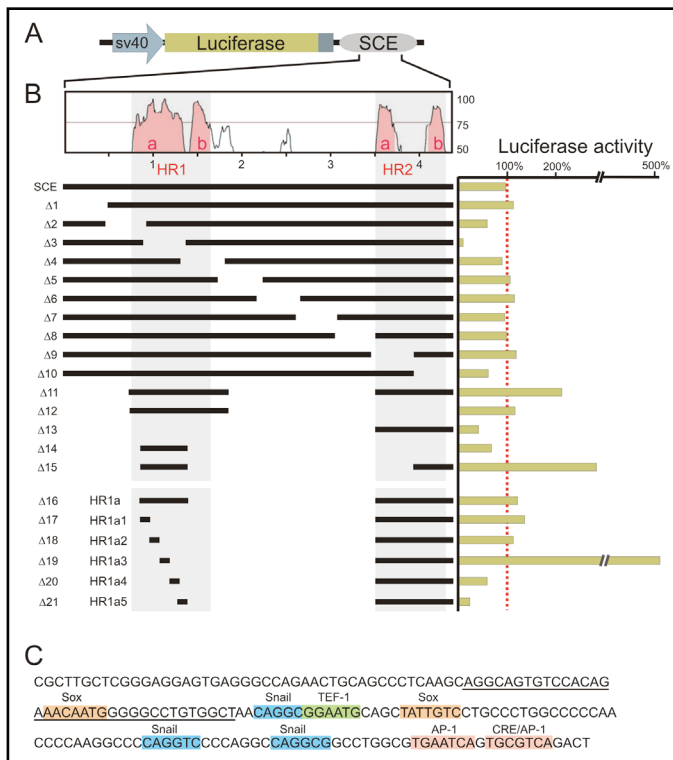 A
sv40 Luciferase SCE
B
100
75
50
a b a b
HR1 HR2
1 2 3 4
Luciferase activity
100% 200% 500%
SCE
Δ1
Δ2
Δ3
Δ4
Δ5
Δ6
Δ7
Δ8
Δ9
Δ10
Δ11
Δ12
Δ13
Δ14
Δ15
Δ16 HR1a
Δ17 HR1a1
Δ18 HR1a2
Δ19 HR1a3
Δ20 HR1a4
Δ21 HR1a5
C
CGCTTGCTCGGGAGGAGTGAGGGCCAGAACTGCAGCCCTCAAGCAGGCAGTGTCCACAG
Sox Snail TEF-1 Sox
AAACAATGGGGGCCTGTGGCTAACAGGCGGAATGCAGCTATTGTCCTGCCCTGGCCCCCAA
Snail Snail AP-1 CRE/AP-1
CCCCAAGGCCCCAGGTCCCCAGGCCAGGCGGCCTGGCGTGAATCAGTGCGTCAGACT